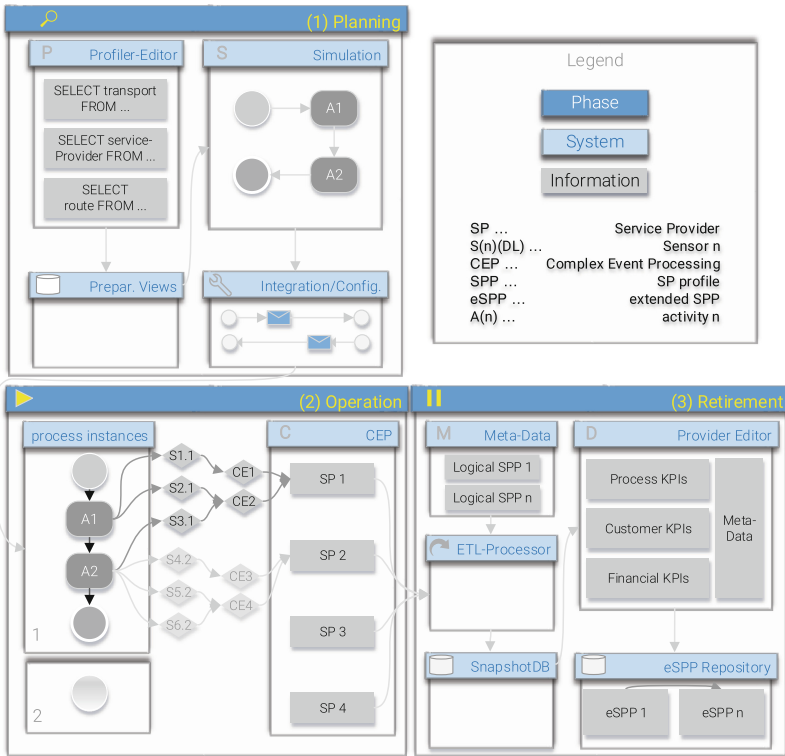 (1) Planning
P Profiler-Editor
SELECT transport
FROM ...
SELECT service-
Provider FROM ...
SELECT
route FROM ...
S Simulation
A1
A2
Prepar. Views
Integration/Config.
Legend
Phase
System
Information
SP ... Service Provider
S(n)(DL) ... Sensor n
CEP ... Complex Event Processing
SPP ... SP profile
eSPP ... extended SPP
A(n) ... activity n
(2) Operation
process instances
A1
A2
1
2
S1.1
S2.1
S3.1
S4.2
S5.2
S6.2
CE1
CE2
CE3
CE4
C CEP
SP 1
SP 2
SP 3
SP 4
(3) Retirement
M Meta-Data
Logical SPP 1
Logical SPP n
ETL-Processor
SnapshotDB
D Provider Editor
Process KPIs
Customer KPIs
Financial KPIs
Meta-
Data
eSPP Repository
eSPP 1
eSPP n